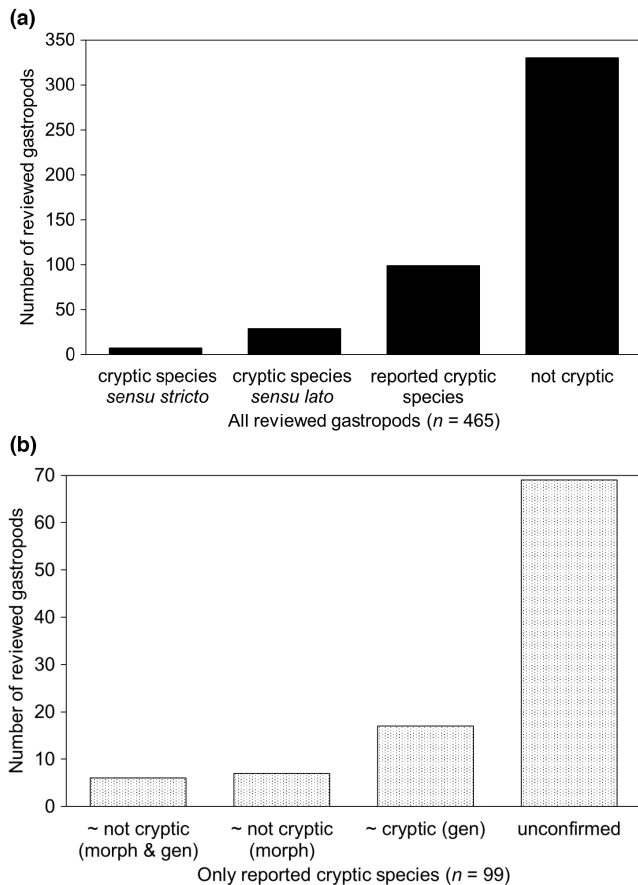 (a)
Number of reviewed gastropods
350
300
250
200
150
100
50
0
cryptic species sensu stricto
cryptic species sensu lato
reported cryptic species
not cryptic
All reviewed gastropods (n = 465)
(b)
Number of reviewed gastropods
70
60
50
40
30
20
10
0
~ not cryptic (morph & gen)
~ not cryptic (morph)
~ cryptic (gen)
unconfirmed
Only reported cryptic species (n = 99)